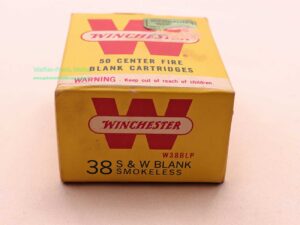 WINCHESTER
50 CENTER FIRE
BLANK CARTRIDGES
WARNING - Keep out of reach of children.
WINCHESTER
W38BLP
38 S & W BLANK
SMOKELESS